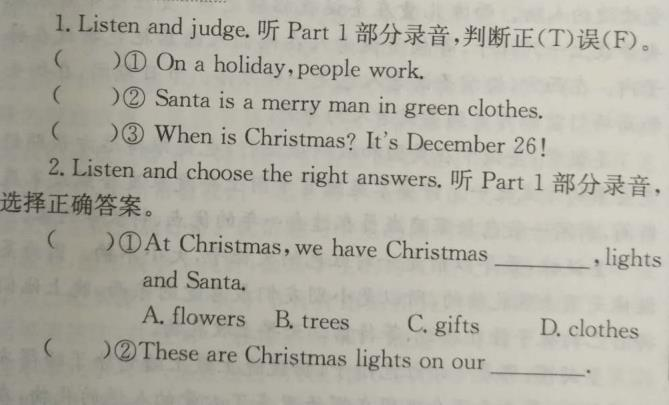 1. Listen and judge. 听 Part 1 部分录音,判断正(T)误(F)。
(    )① On a holiday, people work.
(    )② Santa is a merry man in green clothes.
(    )③ When is Christmas? It's December 26!
2. Listen and choose the right answers. 听 Part 1 部分录音,
选择正确答案。
(    )①At Christmas, we have Christmas ________, lights
and Santa.
A. flowers    B. trees    C. gifts    D. clothes
(    )②These are Christmas lights on our ________.